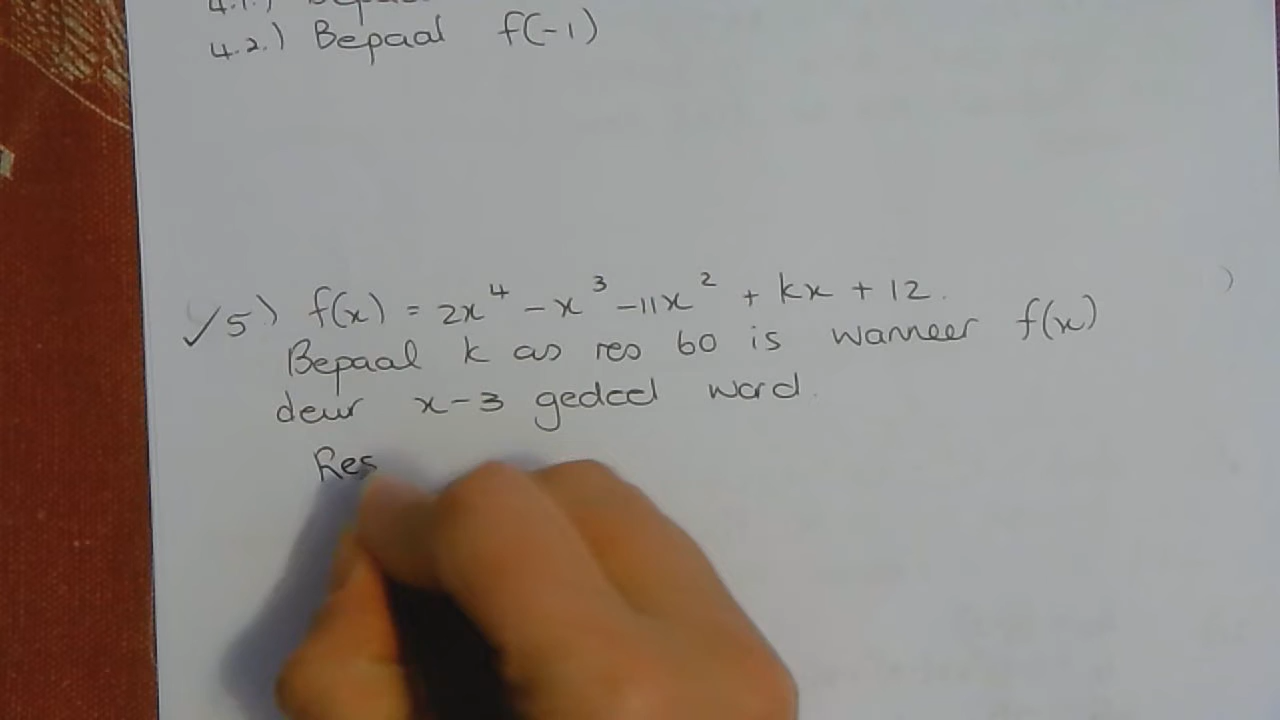 4.2.) Bepaal f(-1)
✓5) f(x) = 2x⁴ - x³ - 11x² + kx + 12.
Bepaal k as res 60 is wanneer f(x)
deur x-3 gedeel word.
Res